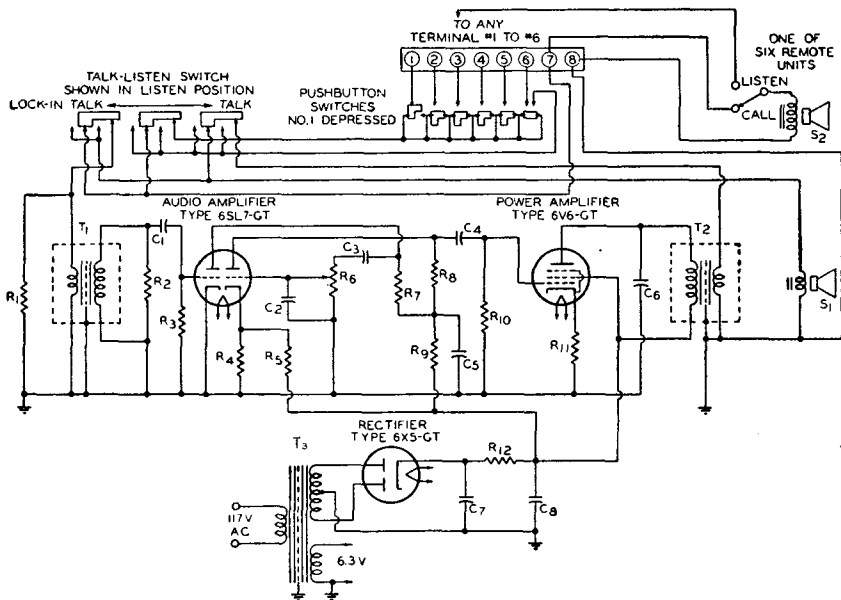 TO ANY
TERMINAL #1 TO #6
ONE OF
SIX REMOTE
UNITS
1 2 3 4 5 6 7 8
TALK-LISTEN SWITCH
SHOWN IN LISTEN POSITION
LOCK-IN TALK
TALK
PUSHBUTTON
SWITCHES
NO.1 DEPRESSED
LISTEN
CALL
S2
AUDIO AMPLIFIER
TYPE 6SL7-GT
POWER AMPLIFIER
TYPE 6V6-GT
T1
C1
C3
C4
T2
R1
R2
R3
C2
R6
R7
R8
R10
C6
S1
R4
R5
R9
C5
R11
RECTIFIER
TYPE 6X5-GT
T3
R12
C7
C8
117V
AC
6.3V